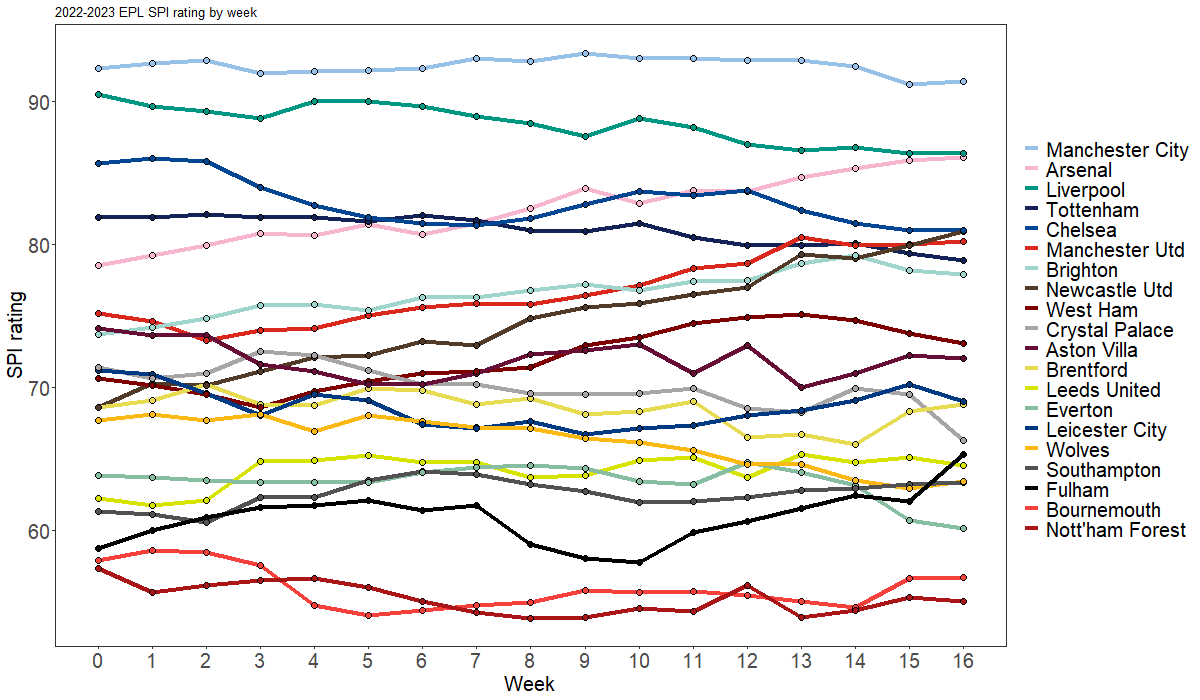 2022-2023 EPL SPI rating by week
SPI rating
90
80
70
60
0 1 2 3 4 5 6 7 8 9 10 11 12 13 14 15 16
Week
Manchester City
Arsenal
Liverpool
Tottenham
Chelsea
Manchester Utd
Brighton
Newcastle Utd
West Ham
Crystal Palace
Aston Villa
Brentford
Leeds United
Everton
Leicester City
Wolves
Southampton
Fulham
Bournemouth
Nott'ham Forest